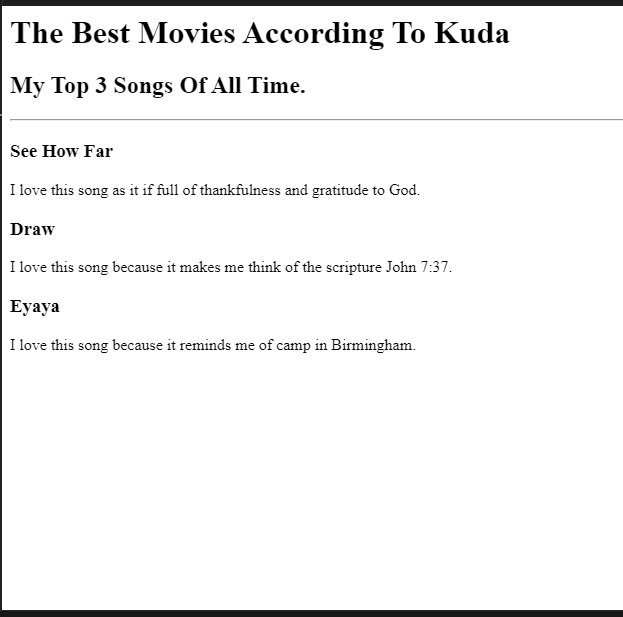 The Best Movies According To Kuda
My Top 3 Songs Of All Time.
See How Far
I love this song as it if full of thankfulness and gratitude to God.
Draw
I love this song because it makes me think of the scripture John 7:37.
Eyaya
I love this song because it reminds me of camp in Birmingham.